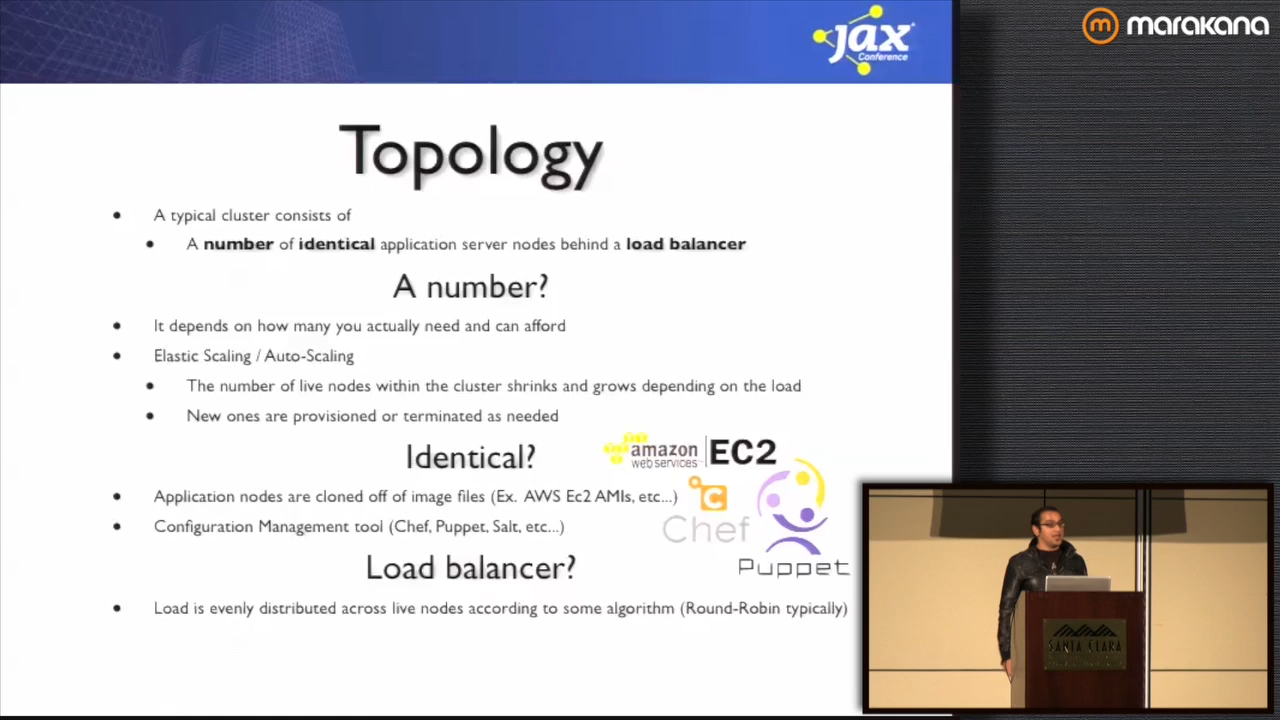 jax
Conference
marakana
Topology
A typical cluster consists of
A number of identical application server nodes behind a load balancer
A number?
It depends on how many you actually need and can afford
Elastic Scaling / Auto-Scaling
The number of live nodes within the cluster shrinks and grows depending on the load
New ones are provisioned or terminated as needed
Identical?
amazon
webservices
EC2
Application nodes are cloned off of image files (Ex. AWS Ec2 AMIs, etc...)
Configuration Management tool (Chef, Puppet, Salt, etc...)
C
Chef
Puppet
Load balancer?
Load is evenly distributed across live nodes according to some algorithm (Round-Robin typically)
SANTA CLARA